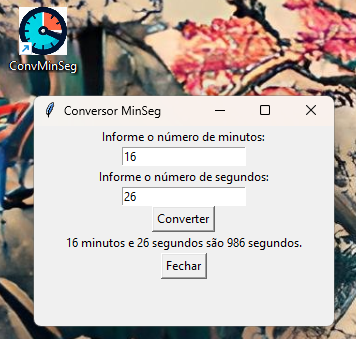 ConvMinSeg
Conversor MinSeg
Informe o número de minutos:
16
Informe o número de segundos:
26
Converter
16 minutos e 26 segundos são 986 segundos.
Fechar